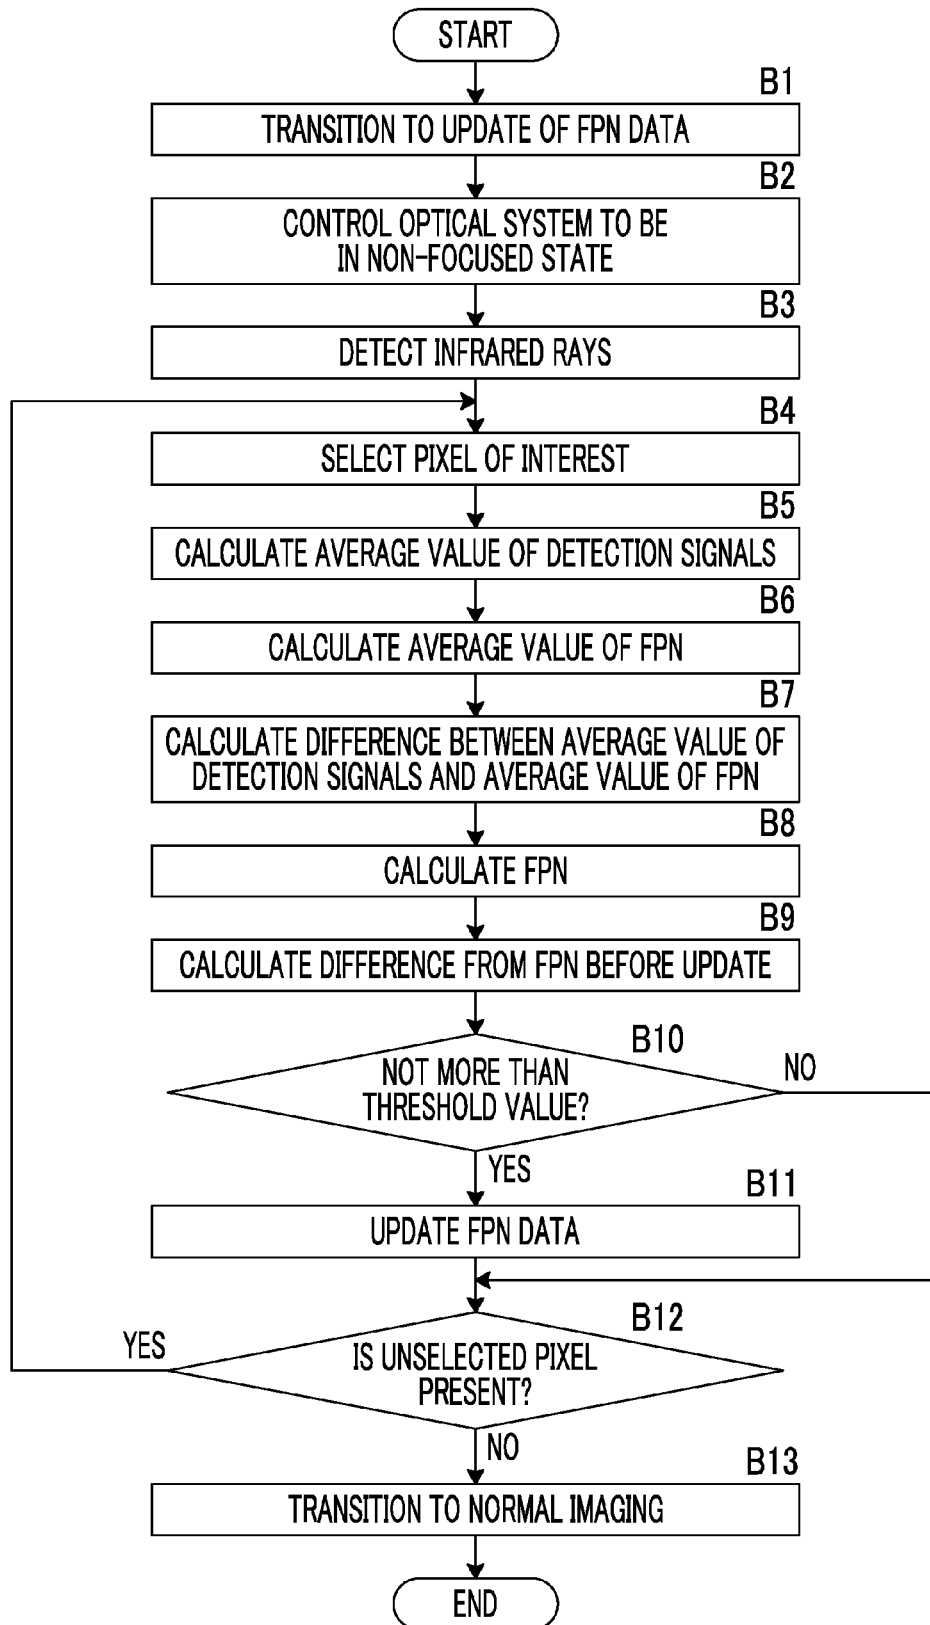 START
B1
TRANSITION TO UPDATE OF FPN DATA
B2
CONTROL OPTICAL SYSTEM TO BE
IN NON-FOCUSED STATE
B3
DETECT INFRARED RAYS
B4
SELECT PIXEL OF INTEREST
B5
CALCULATE AVERAGE VALUE OF DETECTION SIGNALS
B6
CALCULATE AVERAGE VALUE OF FPN
B7
CALCULATE DIFFERENCE BETWEEN AVERAGE VALUE OF
DETECTION SIGNALS AND AVERAGE VALUE OF FPN
B8
CALCULATE FPN
B9
CALCULATE DIFFERENCE FROM FPN BEFORE UPDATE
B10
NOT MORE THAN
THRESHOLD VALUE?
NO
YES
B11
UPDATE FPN DATA
B12
YES
IS UNSELECTED PIXEL
PRESENT?
NO
B13
TRANSITION TO NORMAL IMAGING
END